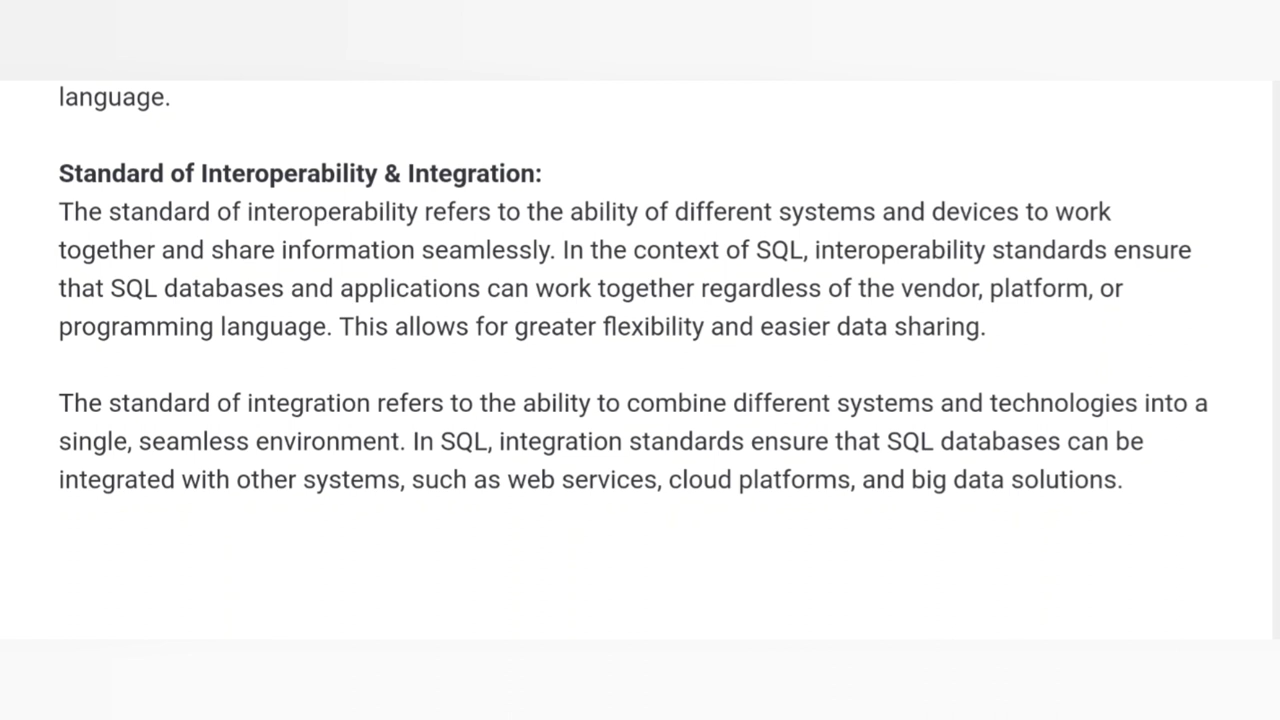 language.
Standard of Interoperability & Integration:
The standard of interoperability refers to the ability of different systems and devices to work
together and share information seamlessly. In the context of SQL, interoperability standards ensure
that SQL databases and applications can work together regardless of the vendor, platform, or
programming language. This allows for greater flexibility and easier data sharing.
The standard of integration refers to the ability to combine different systems and technologies into a
single, seamless environment. In SQL, integration standards ensure that SQL databases can be
integrated with other systems, such as web services, cloud platforms, and big data solutions.